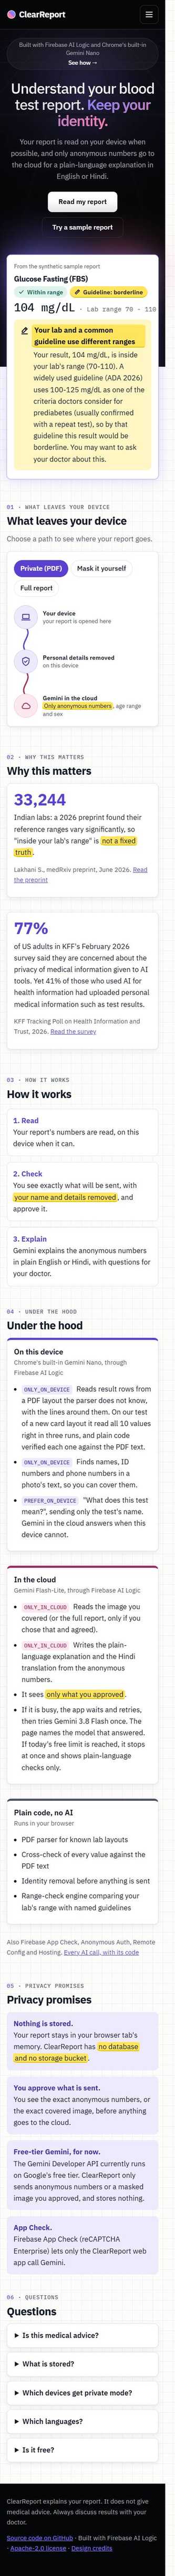 ClearReport
Built with Firebase AI Logic and Chrome's built-in
Gemini Nano
See how →
Understand your blood
test report. Keep your
identity.
Your report is read on your device when
possible, and only anonymous numbers go to
the cloud for a plain-language explanation in
English or Hindi.
Read my report
Try a sample report
From the synthetic sample report
Glucose Fasting (FBS)
Within range
Guideline: borderline
104 mg/dL · Lab range 70 - 110
Your lab and a common
guideline use different ranges
Your result, 104 mg/dL, is inside
your lab's range (70-110). A
widely used guideline (ADA 2026)
uses 100-125 mg/dL as one of the
criteria doctors consider for
prediabetes (usually confirmed
with a repeat test), so by that
guideline this result would be
borderline. You may want to ask
your doctor about this.
01 · WHAT LEAVES YOUR DEVICE
What leaves your device
Choose a path to see where your report goes.
Private (PDF)
Mask it yourself
Full report
Your device
your report is opened here
Personal details removed
on this device
Gemini in the cloud
Only anonymous numbers, age range
and sex
02 · WHY THIS MATTERS
Why this matters
33,244
Indian labs: a 2026 preprint found their
reference ranges vary significantly, so
"inside your lab's range" is not a fixed
truth.
Lakhani S., medRxiv preprint, June 2026. Read
the preprint
77%
of US adults in KFF's February 2026
survey said they are concerned about the
privacy of medical information given to AI
tools. Yet 41% of those who used AI for
health information had uploaded personal
medical information such as test results.
KFF Tracking Poll on Health Information and
Trust, 2026. Read the survey
03 · HOW IT WORKS
How it works
1. Read
Your report's numbers are read, on this
device when it can.
2. Check
You see exactly what will be sent, with
your name and details removed, and
approve it.
3. Explain
Gemini explains the anonymous numbers
in plain English or Hindi, with questions for
your doctor.
04 · UNDER THE HOOD
Under the hood
On this device
Chrome's built-in Gemini Nano, through
Firebase AI Logic
ONLY_ON_DEVICE Reads result rows from
a PDF layout the parser does not know,
with the lines around them. On our test
of a new card layout it read all 10 values
right in three runs, and plain code
verified each one against the PDF text.
ONLY_ON_DEVICE Finds names, ID
numbers and phone numbers in a
photo's text, so you can cover them.
PREFER_ON_DEVICE "What does this test
mean?", sending only the test's name.
Gemini in the cloud answers when this
device cannot.
In the cloud
Gemini Flash-Lite, through Firebase AI Logic
ONLY_IN_CLOUD Reads the image you
covered (or the full report, only if you
chose that and agreed).
ONLY_IN_CLOUD Writes the plain-
language explanation and the Hindi
translation from the anonymous
numbers.
It sees only what you approved.
If it is busy, the app waits and retries,
then tries Gemini 3.8 Flash once. The
page names the model that answered.
If today's free limit is reached, it stops
at once and shows plain-language
checks only.
Plain code, no AI
Runs in your browser
PDF parser for known lab layouts
Cross-check of every value against the
PDF text
Identity removal before anything is sent
Range-check engine comparing your
lab's range with named guidelines
Also Firebase App Check, Anonymous Auth, Remote
Config and Hosting. Every AI call, with its code
05 · PRIVACY PROMISES
Privacy promises
Nothing is stored.
Your report stays in your browser tab's
memory. ClearReport has no database
and no storage bucket.
You approve what is sent.
You see the exact anonymous numbers, or
the exact covered image, before anything
goes to the cloud.
Free-tier Gemini, for now.
The Gemini Developer API currently runs
on Google's free tier. ClearReport only
sends anonymous numbers or a masked
image you approved, and stores nothing.
App Check.
Firebase App Check (reCAPTCHA
Enterprise) lets only the ClearReport web
app call Gemini.
06 · QUESTIONS
Questions
Is this medical advice?
What is stored?
Which devices get private mode?
Which languages?
Is it free?
ClearReport explains your report. It does not give
medical advice. Always discuss results with your
doctor.
Source code on GitHub · Built with Firebase AI Logic
· Apache-2.0 license · Design credits